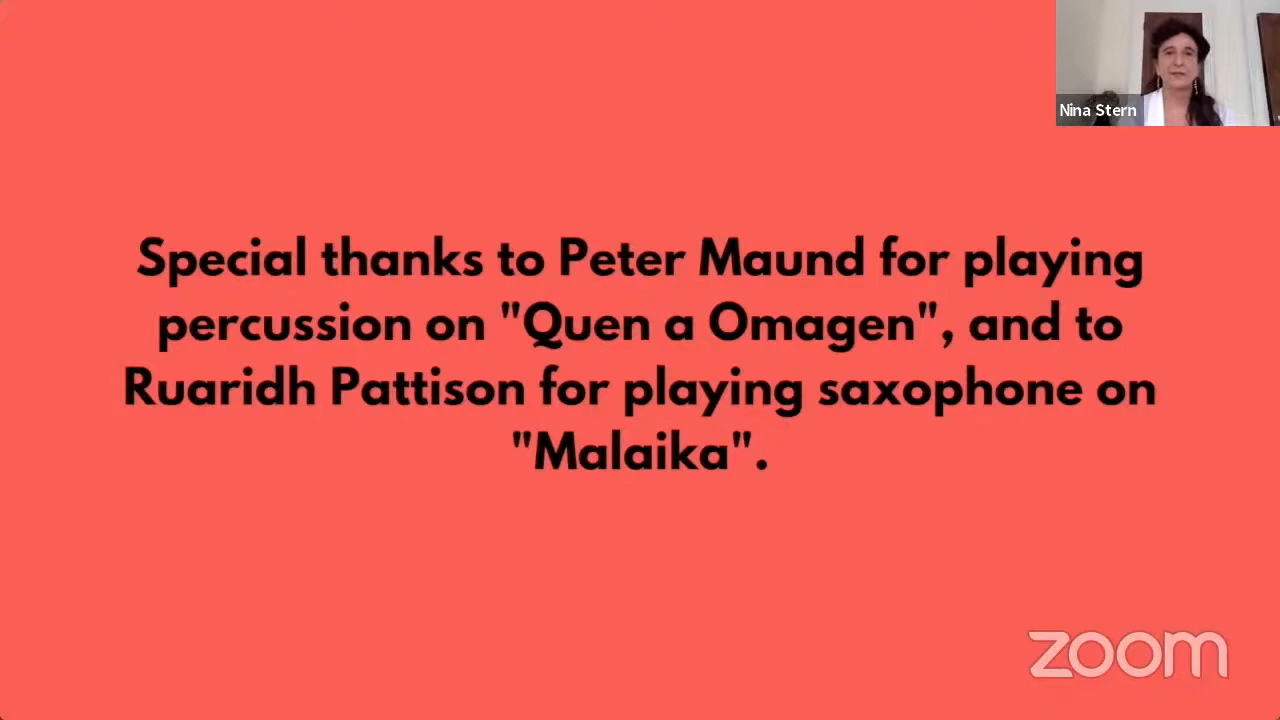 Nina Stern
Special thanks to Peter Maund for playing
percussion on "Quen a Omagen", and to
Ruaridh Pattison for playing saxophone on
"Malaika".
zoom